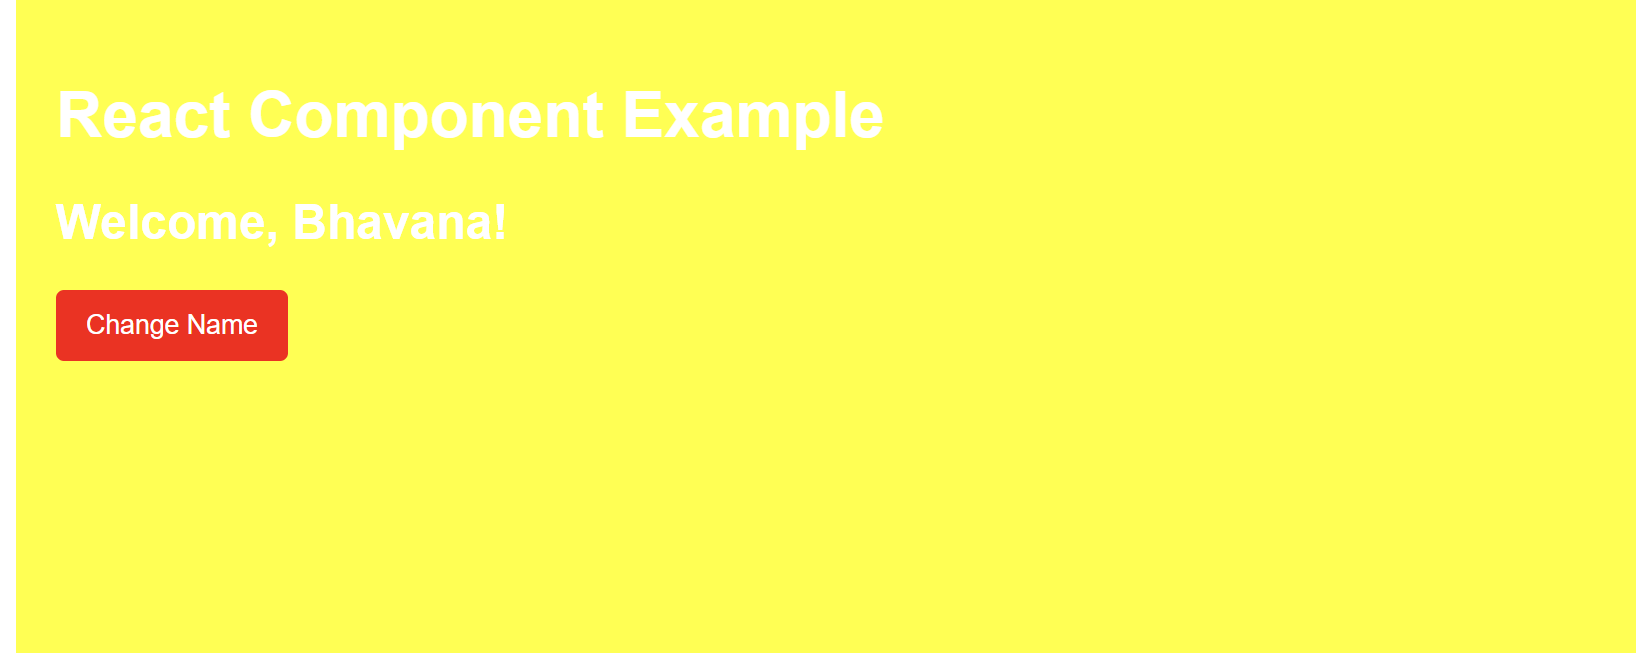 React Component Example
Welcome, Bhavana!
Change Name